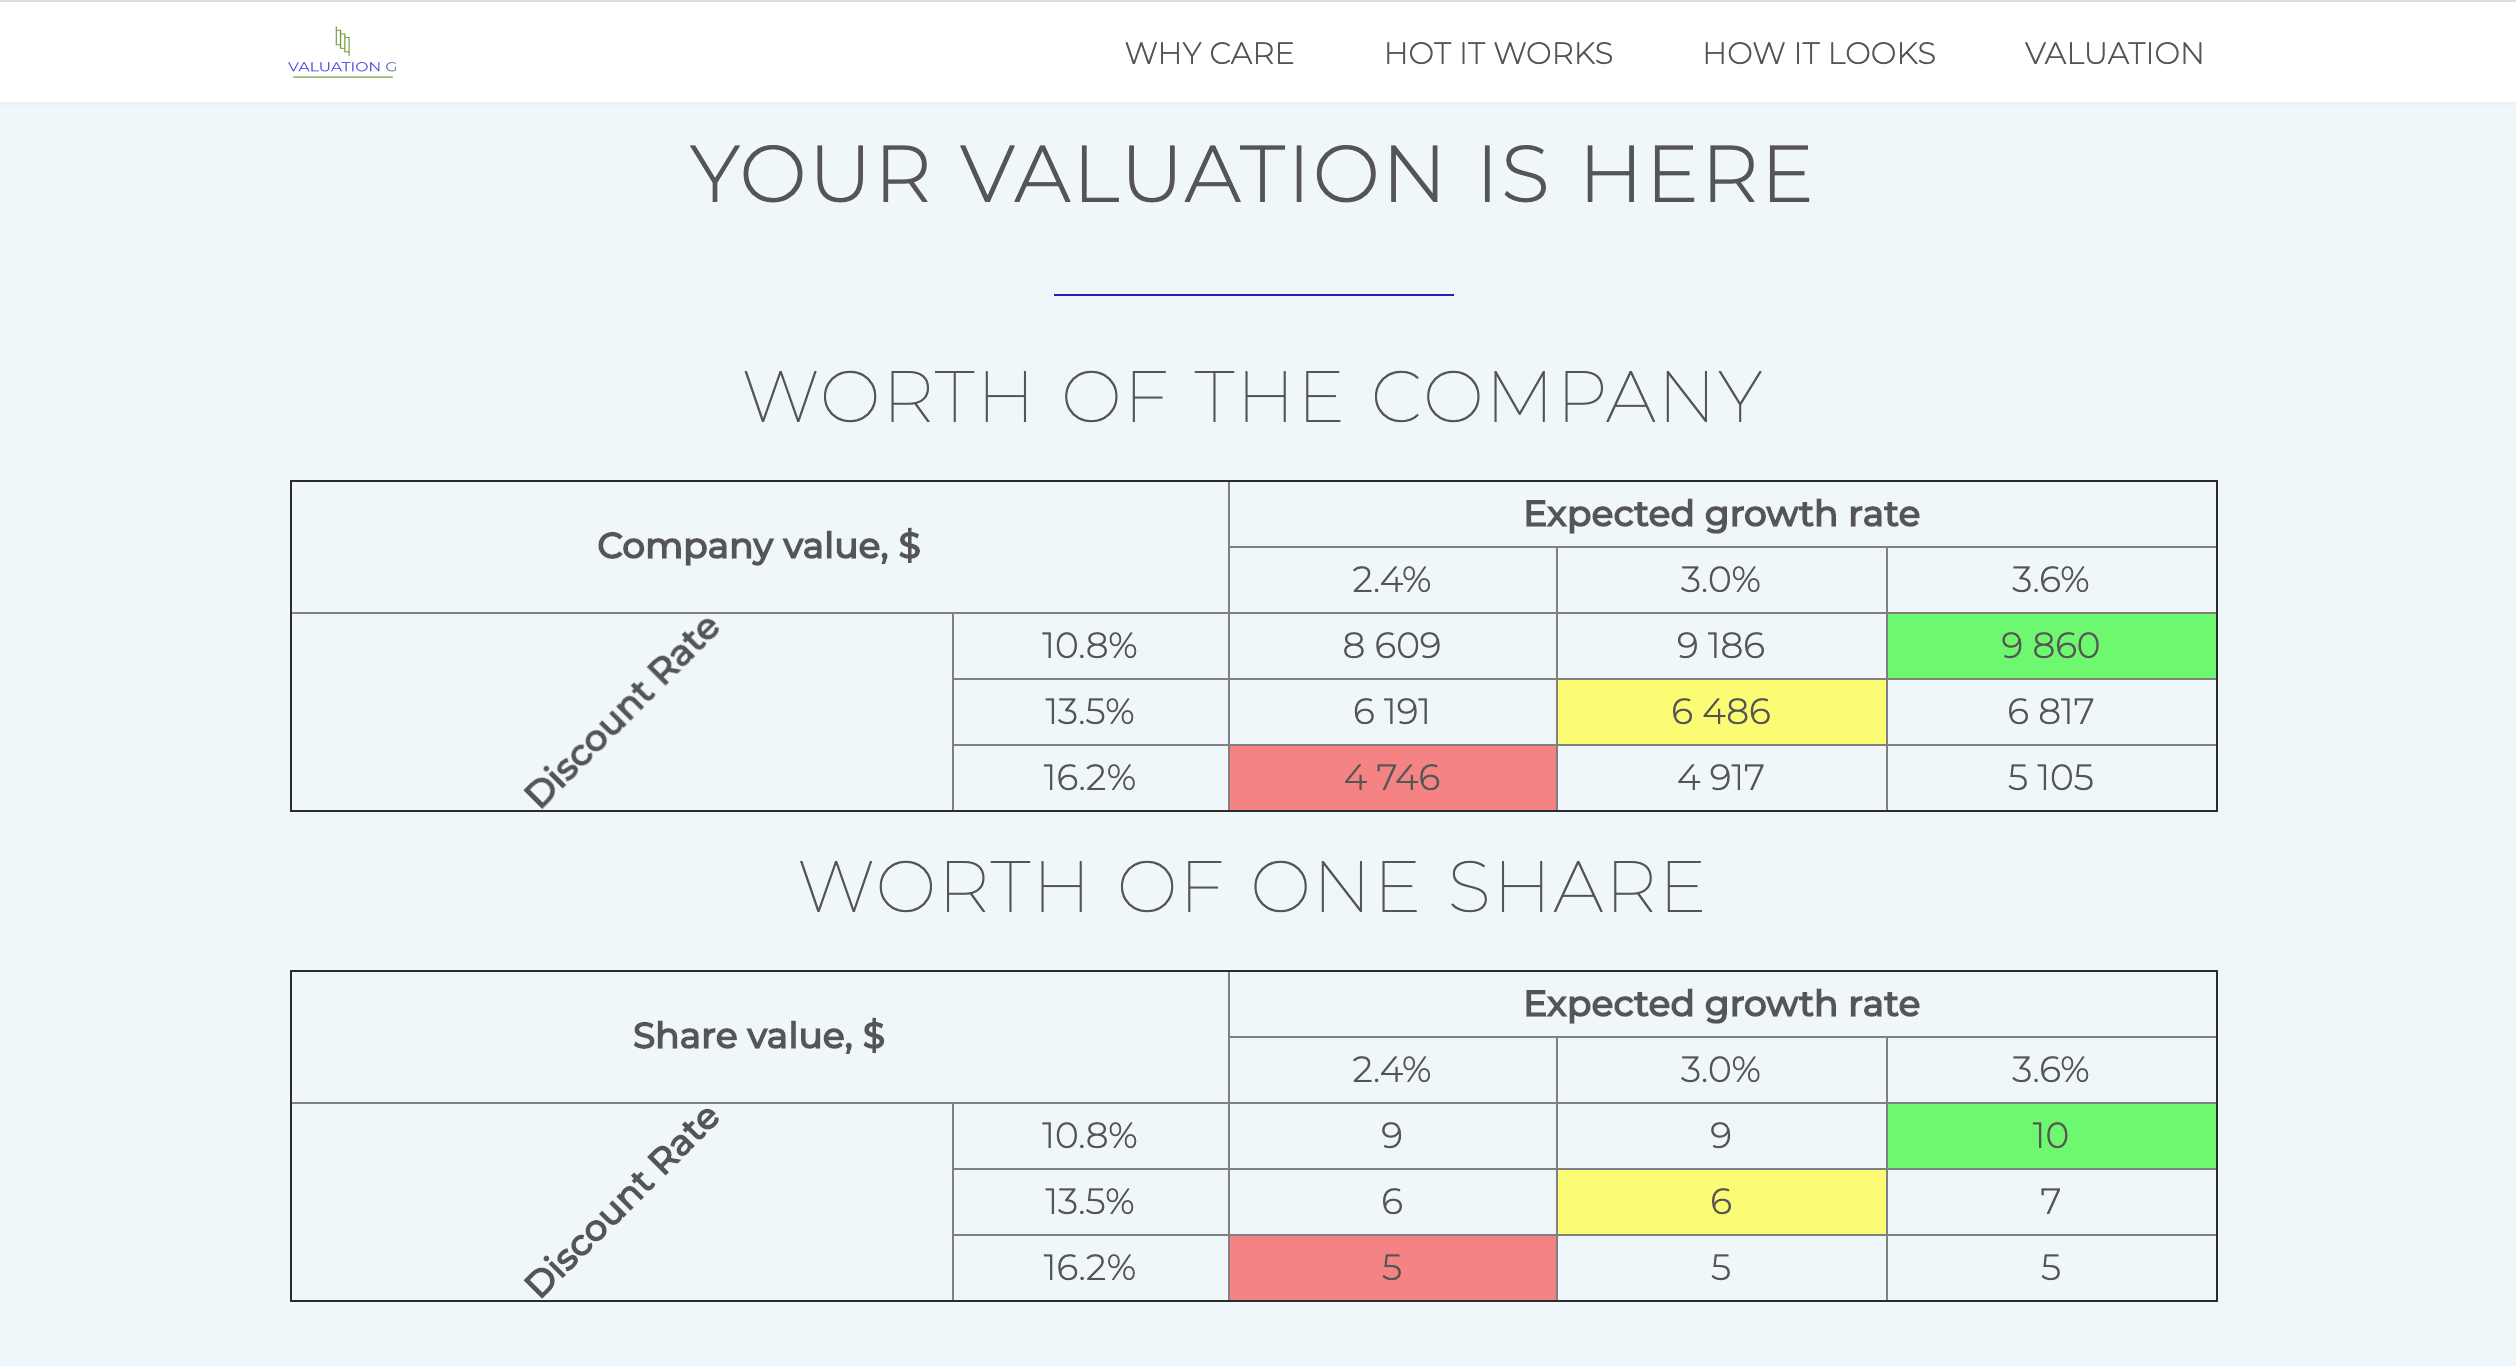 VALUATION G
WHY CARE HOT IT WORKS HOW IT LOOKS VALUATION
YOUR VALUATION IS HERE
WORTH OF THE COMPANY
Company value, $ Expected growth rate
2.4% 3.0% 3.6%
Discount Rate
10.8% 8 609 9 186 9 860
13.5% 6 191 6 486 6 817
16.2% 4 746 4 917 5 105
WORTH OF ONE SHARE
Share value, $ Expected growth rate
2.4% 3.0% 3.6%
Discount Rate
10.8% 9 9 10
13.5% 6 6 7
16.2% 5 5 5